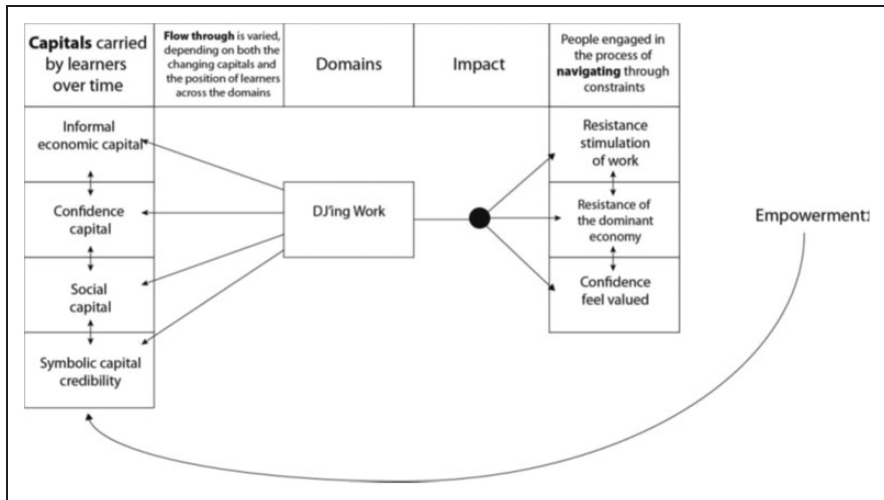 Capitals carried
by learners
over time
Flow through is varied,
depending on both the
changing capitals and
the position of learners
across the domains
Domains
Impact
People engaged in
the process of
navigating through
constraints
Informal
economic capital
Confidence
capital
Social
capital
Symbolic capital
credibility
DJ'ing Work
Resistance
stimulation
of work
Resistance of
the dominant
economy
Confidence
feel valued
Empowerment: